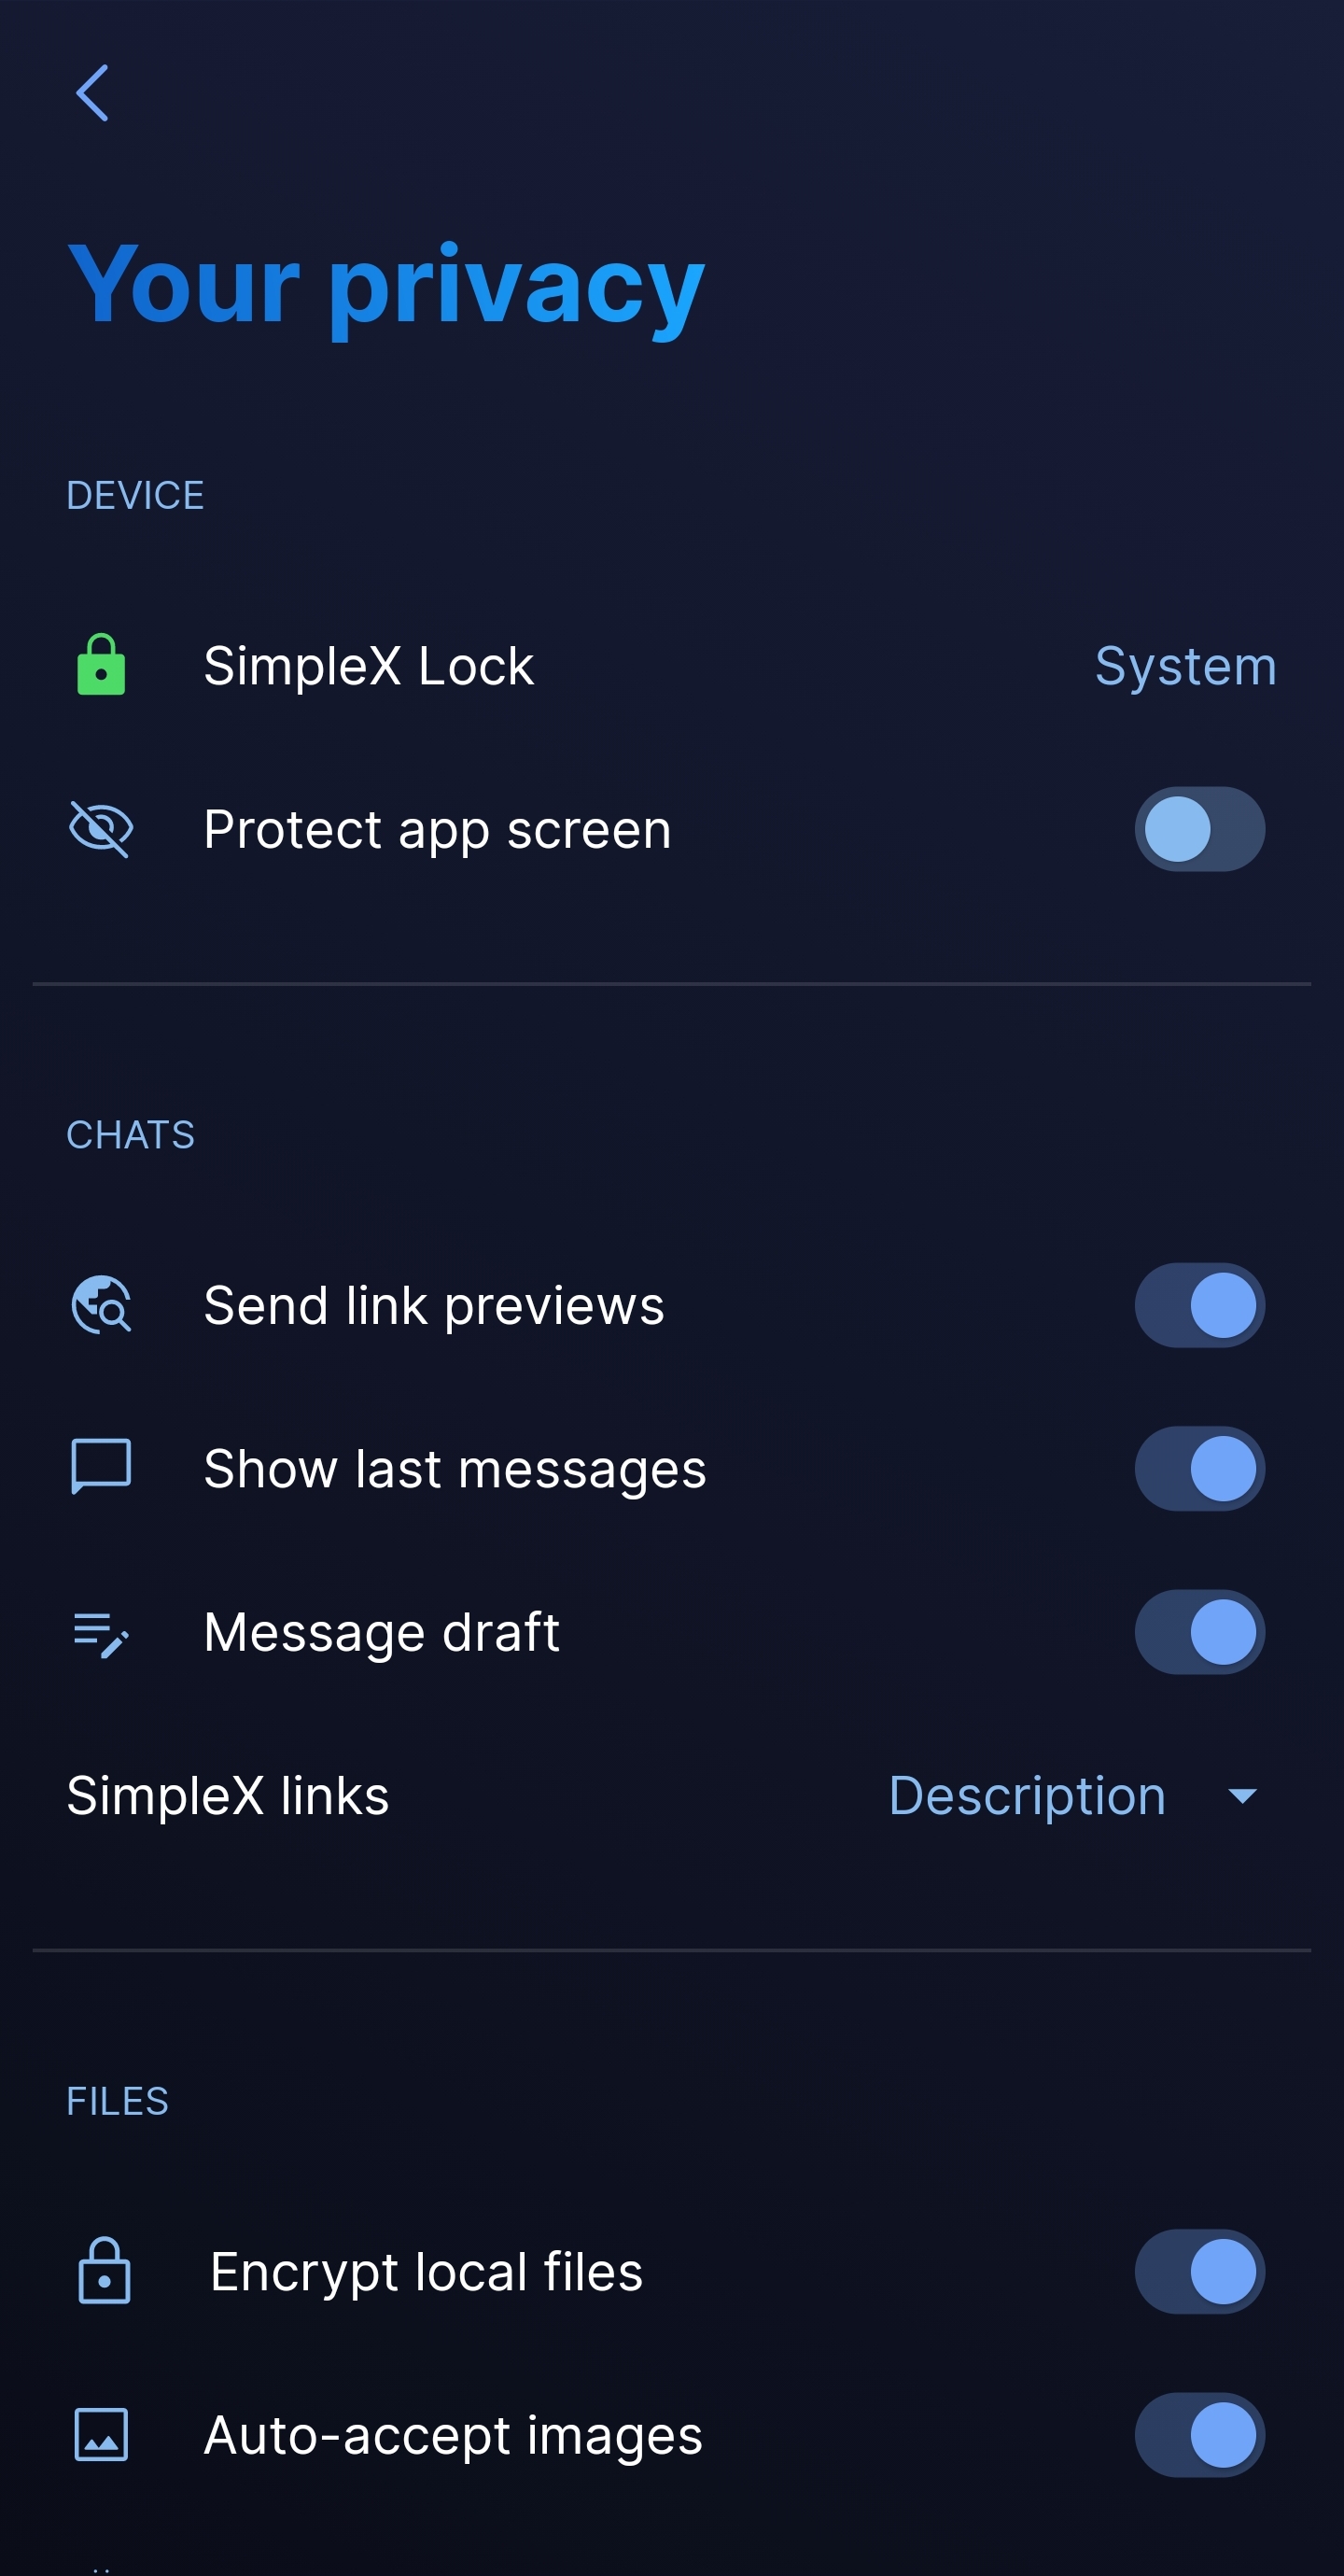 Your privacy
DEVICE
SimpleX Lock System
Protect app screen
CHATS
Send link previews
Show last messages
Message draft
SimpleX links Description
FILES
Encrypt local files
Auto-accept images